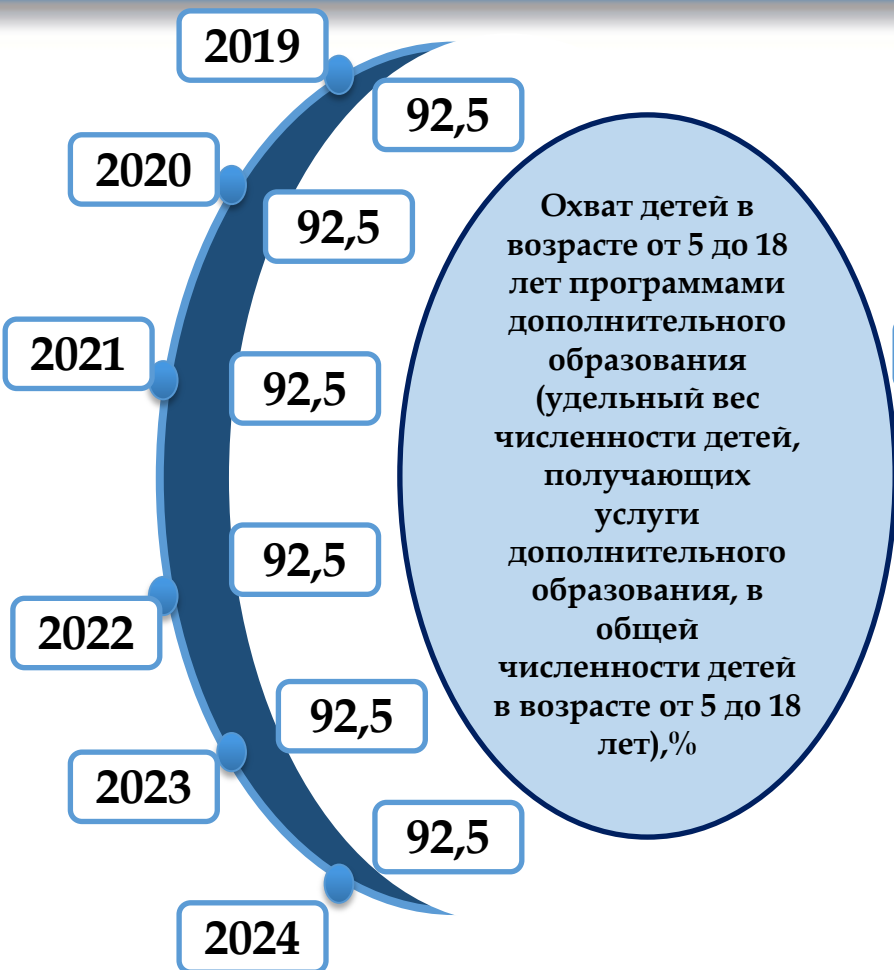 2019
92,5
2020
92,5
2021
92,5
92,5
2022
92,5
2023
92,5
2024
Охват детей в
возрасте от 5 до 18
лет программами
дополнительного
образования
(удельный вес
численности детей,
получающих
услуги
дополнительного
образования, в
общей
численности детей
в возрасте от 5 до 18
лет),%